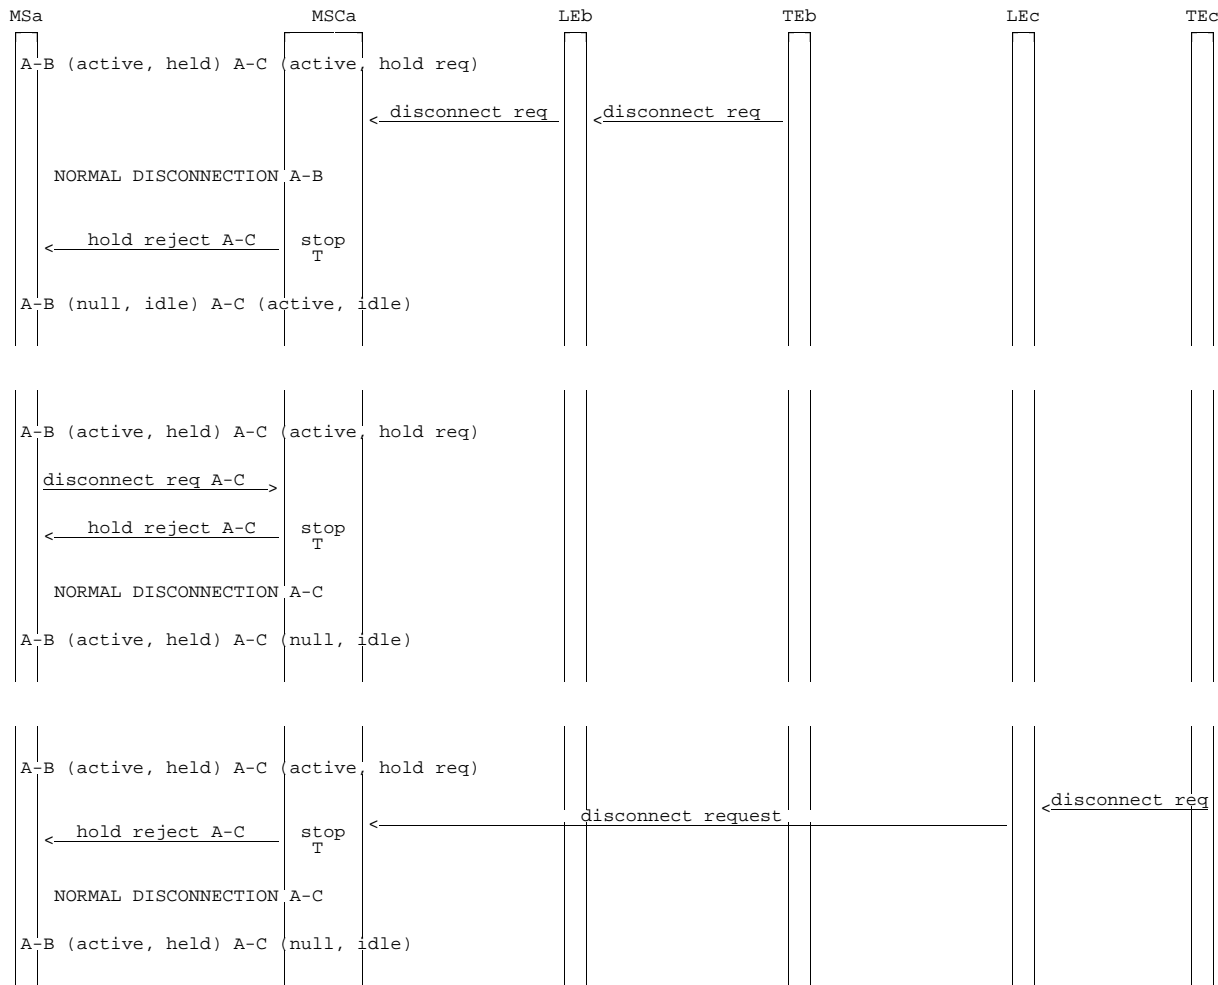 MSa MSCa LEb TEb LEc TEc
A-B (active, held) A-C (active, hold req)
disconnect req disconnect req
NORMAL DISCONNECTION A-B
hold reject A-C stop
T
A-B (null, idle) A-C (active, idle)
A-B (active, held) A-C (active, hold req)
disconnect req A-C
hold reject A-C stop
T
NORMAL DISCONNECTION A-C
A-B (active, held) A-C (null, idle)
A-B (active, held) A-C (active, hold req)
disconnect req
disconnect request
hold reject A-C stop
T
NORMAL DISCONNECTION A-C
A-B (active, held) A-C (null, idle)